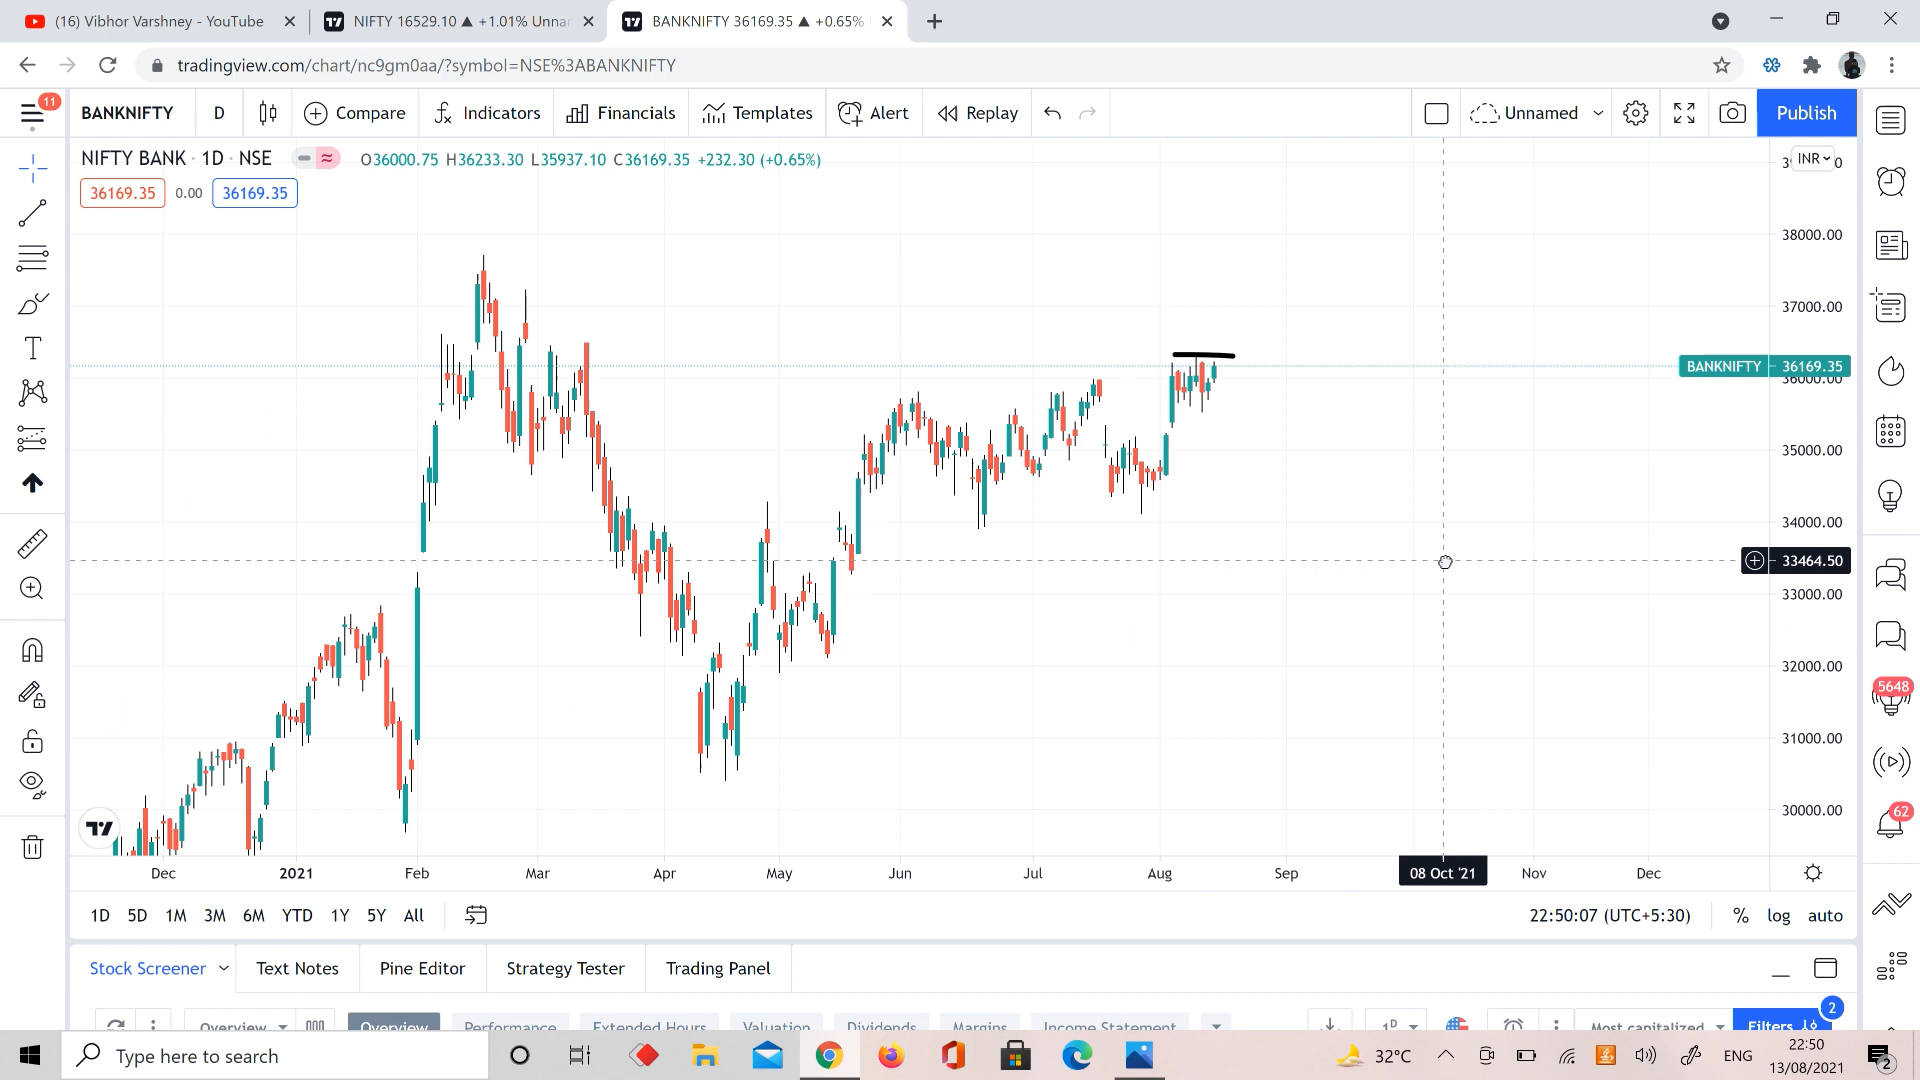 (16) Vibhor Varshney - YouTube
NIFTY 16529.10 ▲ +1.01% Unna
BANKNIFTY 36169.35 ▲ +0.65%
tradingview.com/chart/nc9gm0aa/?symbol=NSE%3ABANKNIFTY
11
BANKNIFTY D Compare Indicators Financials Templates Alert Replay Unnamed Publish
NIFTY BANK · 1D · NSE O36000.75 H36233.30 L35937.10 C36169.35 +232.30 (+0.65%)
INR
36169.35 0.00 36169.35
38000.00
37000.00
BANKNIFTY 36169.35
36000.00
35000.00
34000.00
33464.50
33000.00
32000.00
31000.00
30000.00
5648
62
Dec 2021 Feb Mar Apr May Jun Jul Aug Sep 08 Oct '21 Nov Dec
1D 5D 1M 3M 6M YTD 1Y 5Y All
22:50:07 (UTC+5:30) % log auto
Stock Screener Text Notes Pine Editor Strategy Tester Trading Panel
2
Overview Overview Performance Extended Hours Valuation Dividends Margins Income Statement 1D Most capitalized Filters
Type here to search
32°C
ENG
22:50
13/08/2021
2